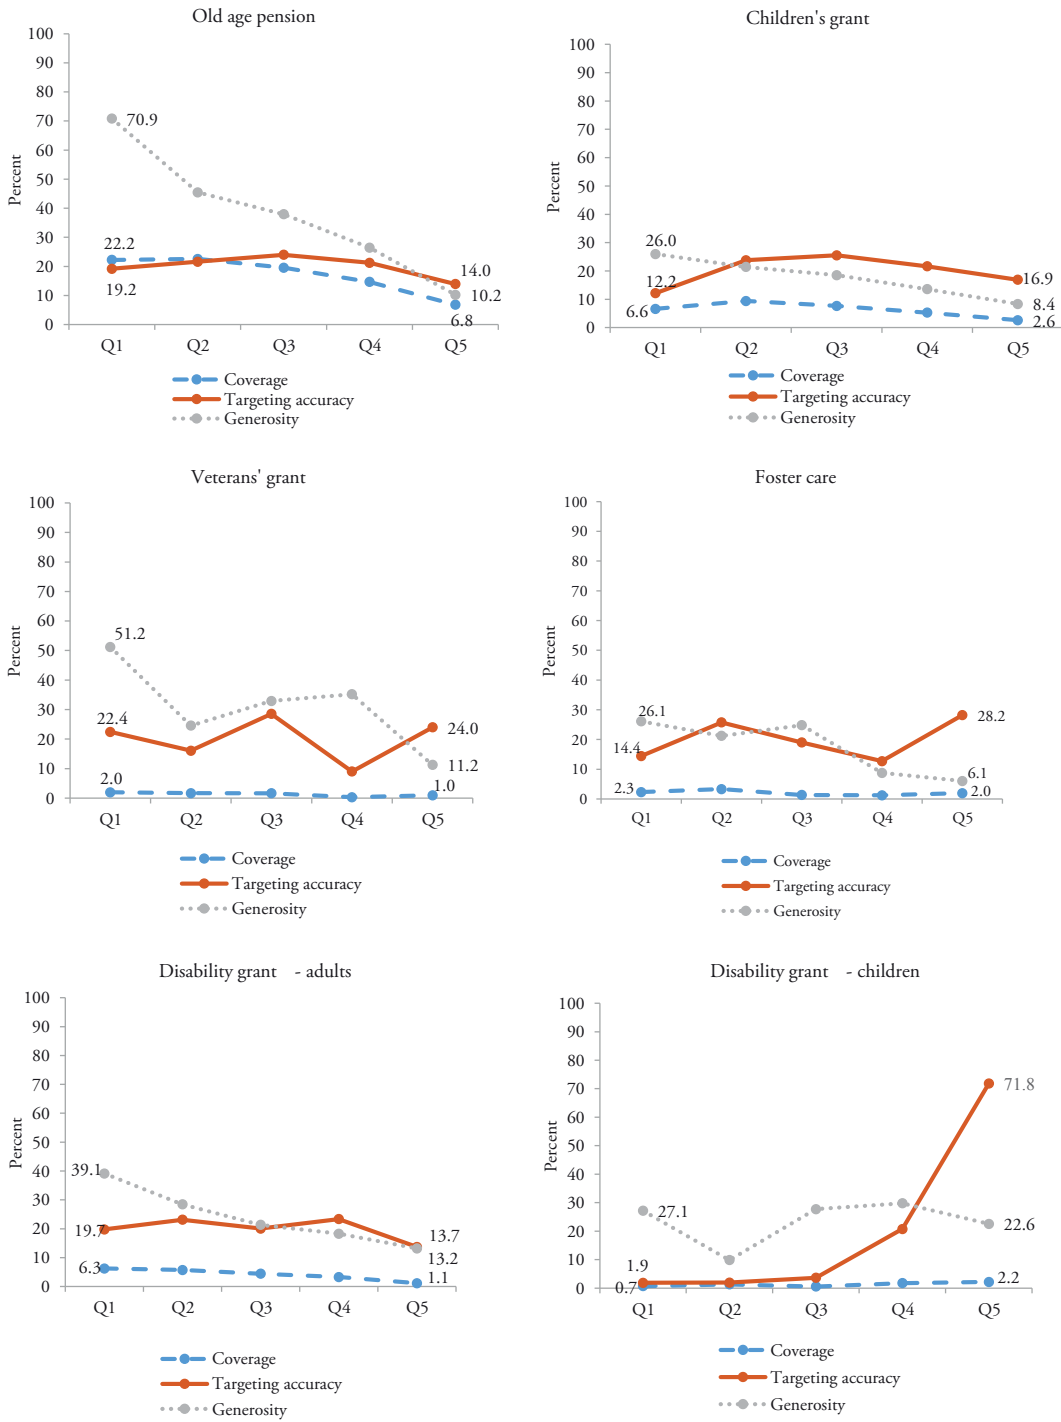 Old age pension
100
90
80
70
60
50
40
30
20
10
0
Percent
70.9
22.2
19.2
14.0
10.2
6.8
Q1 Q2 Q3 Q4 Q5
Coverage
Targeting accuracy
Generosity
Children's grant
100
90
80
70
60
50
40
30
20
10
0
Percent
26.0
12.2
6.6
16.9
8.4
2.6
Q1 Q2 Q3 Q4 Q5
Coverage
Targeting accuracy
Generosity
Veterans' grant
100
90
80
70
60
50
40
30
20
10
0
Percent
51.2
22.4
2.0
24.0
11.2
1.0
Q1 Q2 Q3 Q4 Q5
Coverage
Targeting accuracy
Generosity
Foster care
100
90
80
70
60
50
40
30
20
10
0
Percent
26.1
14.4
2.3
28.2
6.1
2.0
Q1 Q2 Q3 Q4 Q5
Coverage
Targeting accuracy
Generosity
Disability grant - adults
100
90
80
70
60
50
40
30
20
10
0
Percent
39.1
19.7
6.3
13.7
13.2
1.1
Q1 Q2 Q3 Q4 Q5
Coverage
Targeting accuracy
Generosity
Disability grant - children
100
90
80
70
60
50
40
30
20
10
0
Percent
27.1
1.9
0.7
71.8
22.6
2.2
Q1 Q2 Q3 Q4 Q5
Coverage
Targeting accuracy
Generosity